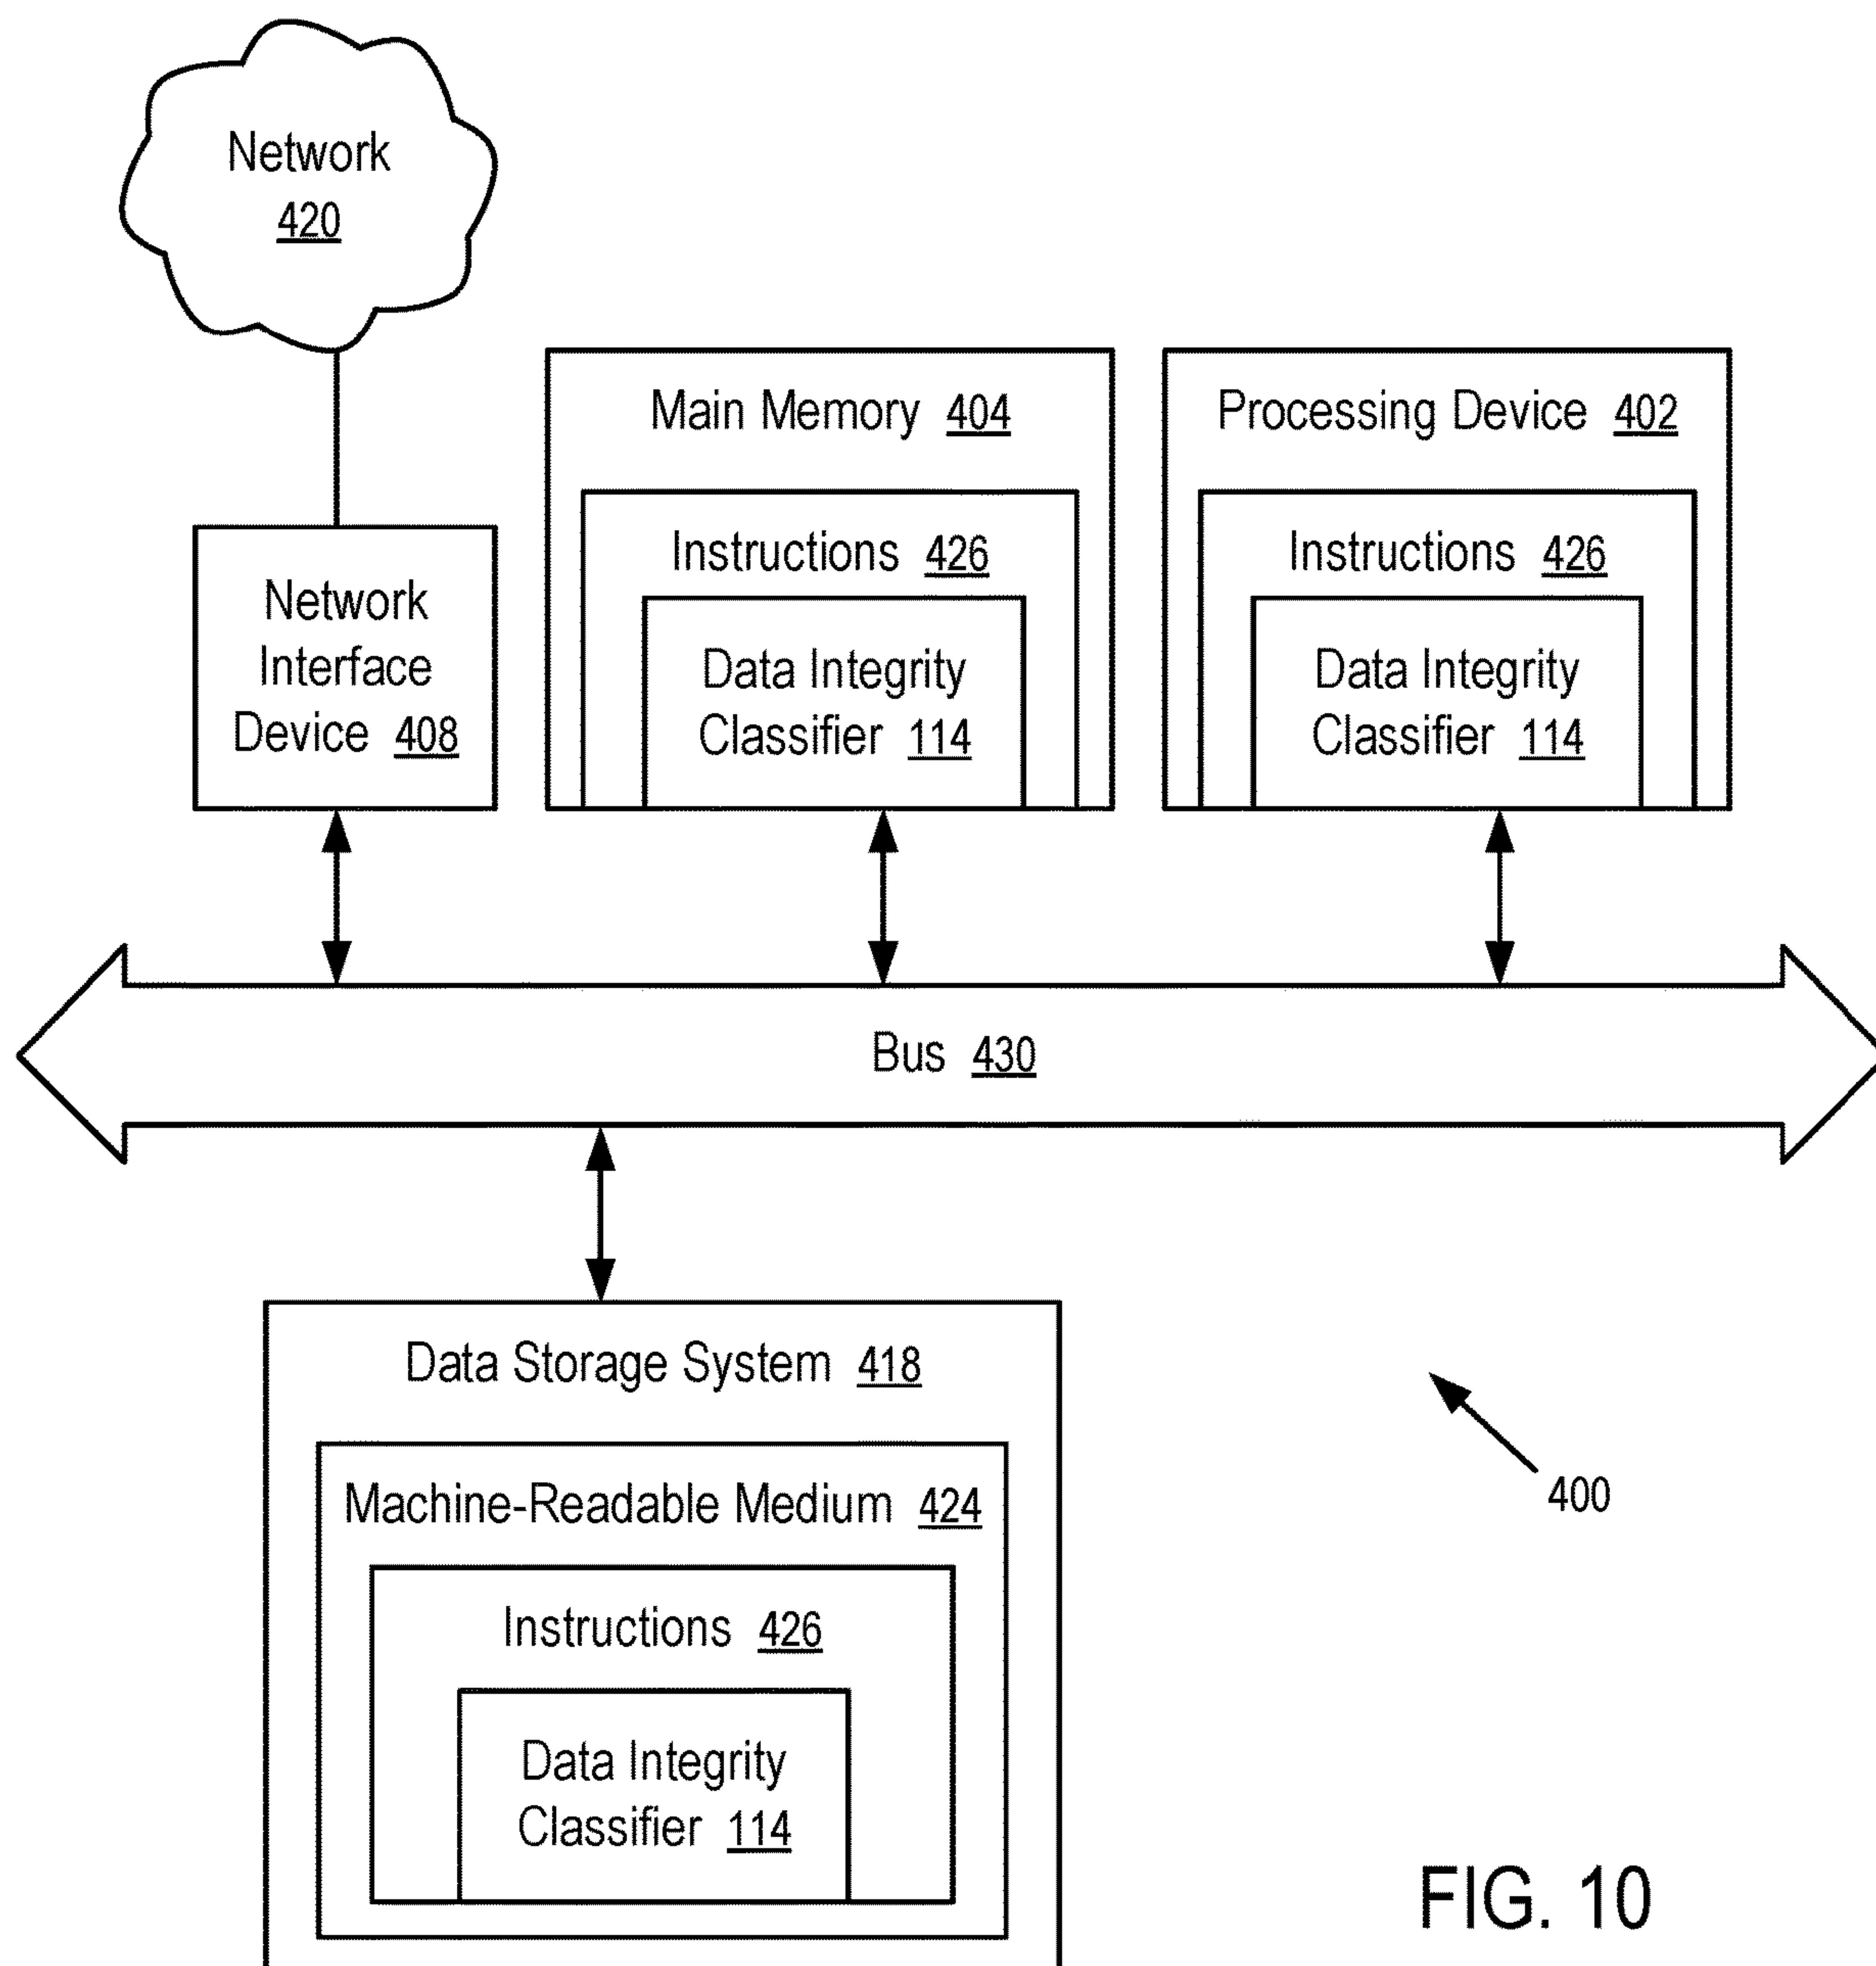 Network
420
Main Memory 404
Processing Device 402
Instructions 426
Instructions 426
Network
Interface
Device 408
Data Integrity
Classifier 114
Data Integrity
Classifier 114
Bus 430
Data Storage System 418
Machine-Readable Medium 424
400
Instructions 426
Data Integrity
Classifier 114
FIG. 10